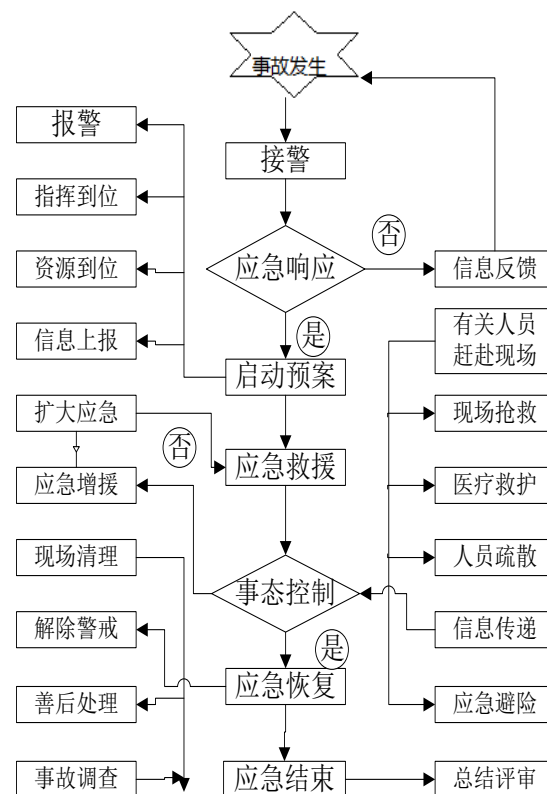 事故发生
报警
接警
指挥到位
否
资源到位
应急响应
信息反馈
是
信息上报
有关人员
赶赴现场
启动预案
扩大应急
现场抢救
否
应急增援
应急救援
医疗救护
现场清理
人员疏散
事态控制
解除警戒
信息传递
是
善后处理
应急恢复
应急避险
事故调查
应急结束
总结评审